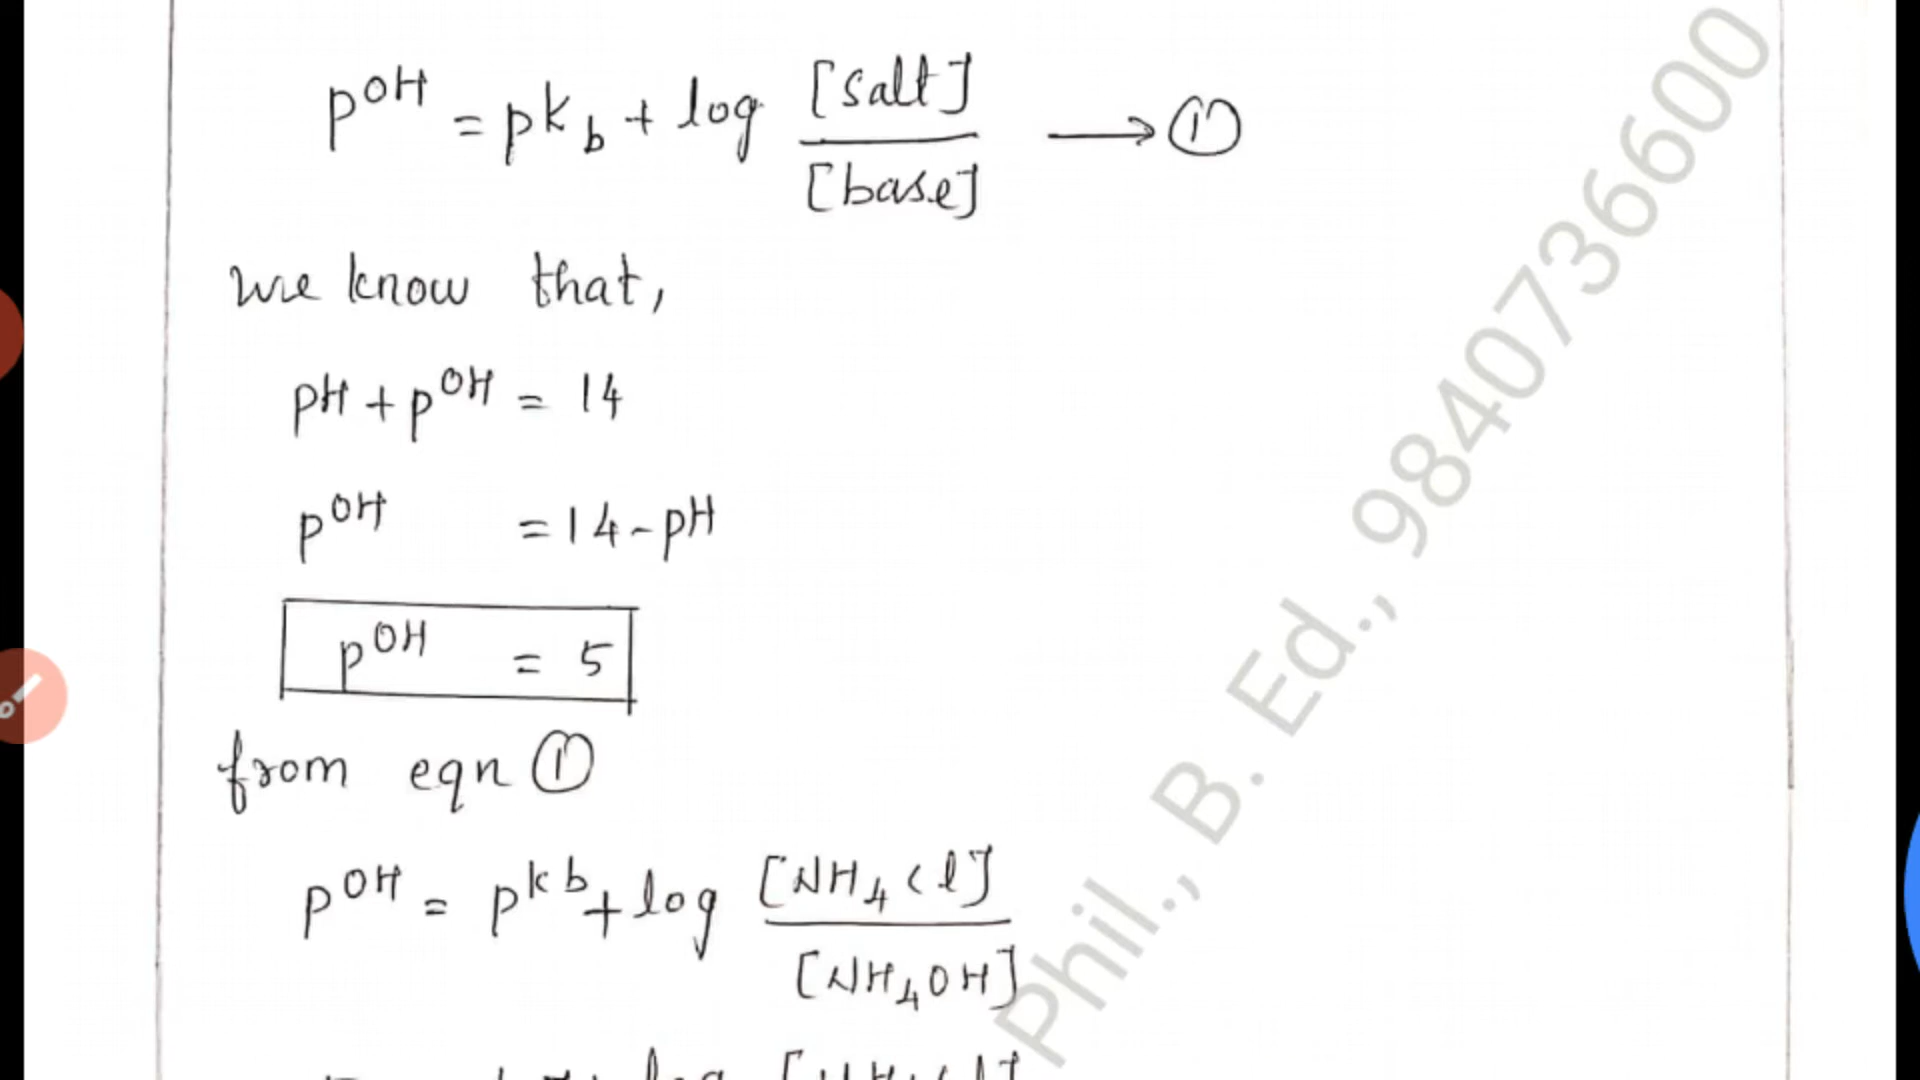 pOH = pkb + log [salt] / [base] ⟶ ①
we know that,
pH + pOH = 14
pOH = 14 - pH
pOH = 5
from eqn ①
pOH = pkb + log [NH4Cl] / [NH4OH]
Phil., B. Ed., 9840736600